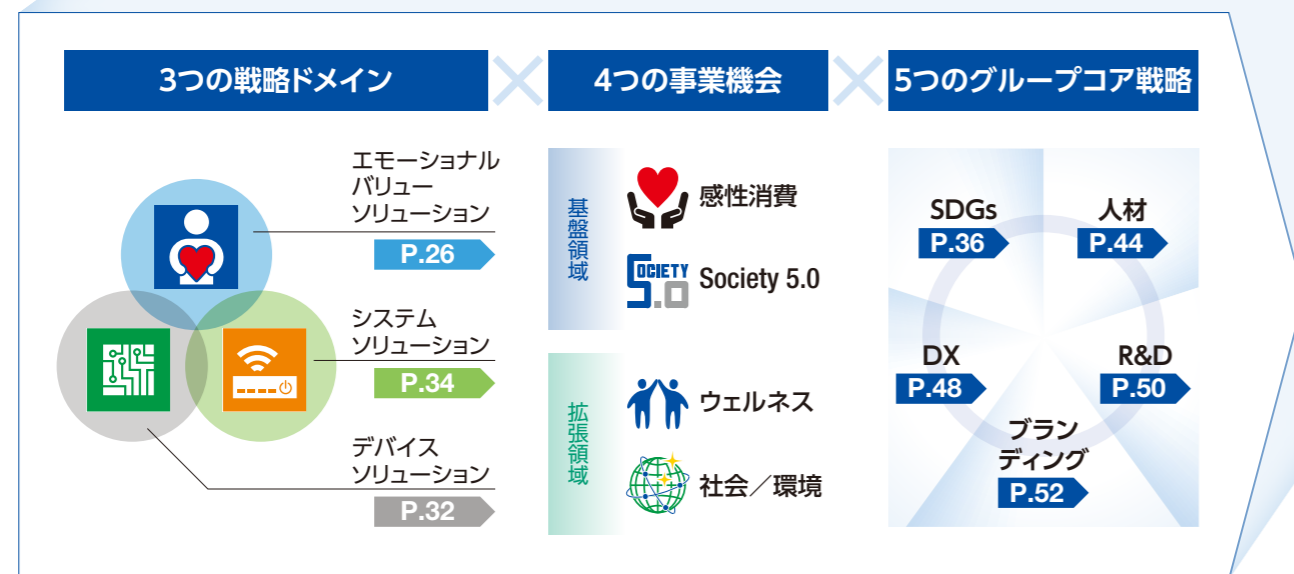 3つの戦略ドメイン
4つの事業機会
5つのグループコア戦略
エモーショナル
バリュー
ソリューション
P.26
システム
ソリューション
P.34
デバイス
ソリューション
P.32
基盤領域
感性消費
SOCIETY
5.0
Society 5.0
拡張領域
ウェルネス
社会／環境
SDGs
P.36
人材
P.44
DX
P.48
R&D
P.50
ブラン
ディング
P.52